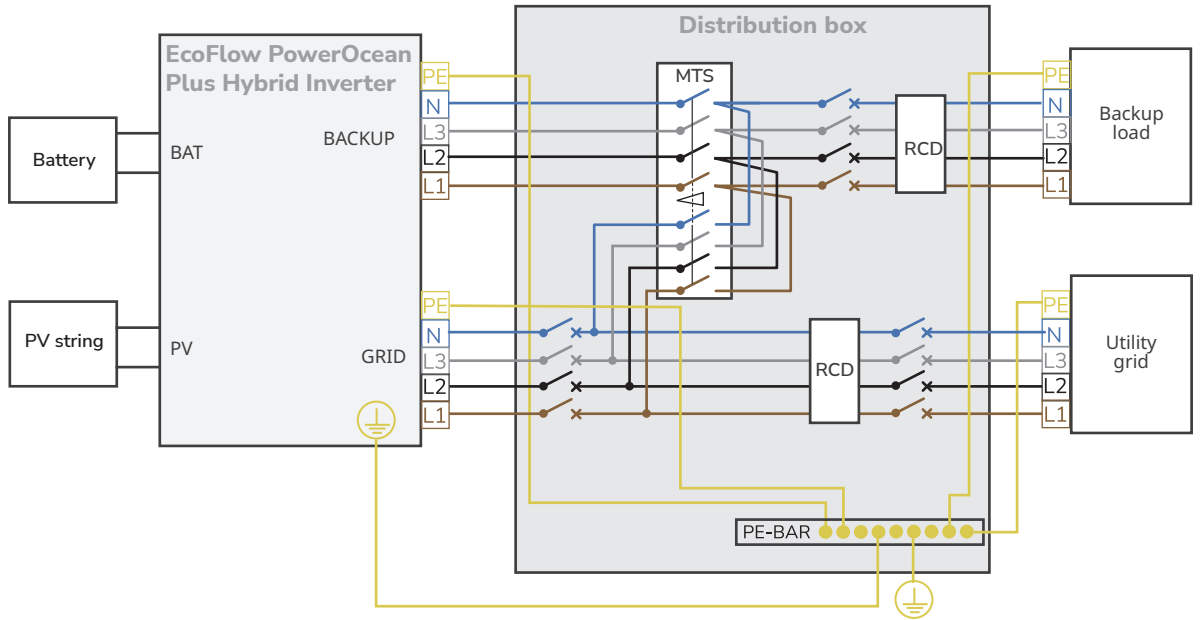 Distribution box
EcoFlow PowerOcean
Plus Hybrid Inverter
PE
N
L3
L2
L1
BACKUP
BAT
Battery
MTS
RCD
PE
N
L3
L2
L1
Backup
load
PV string
PV
GRID
PE
N
L3
L2
L1
RCD
PE
N
L3
L2
L1
Utility
grid
PE-BAR